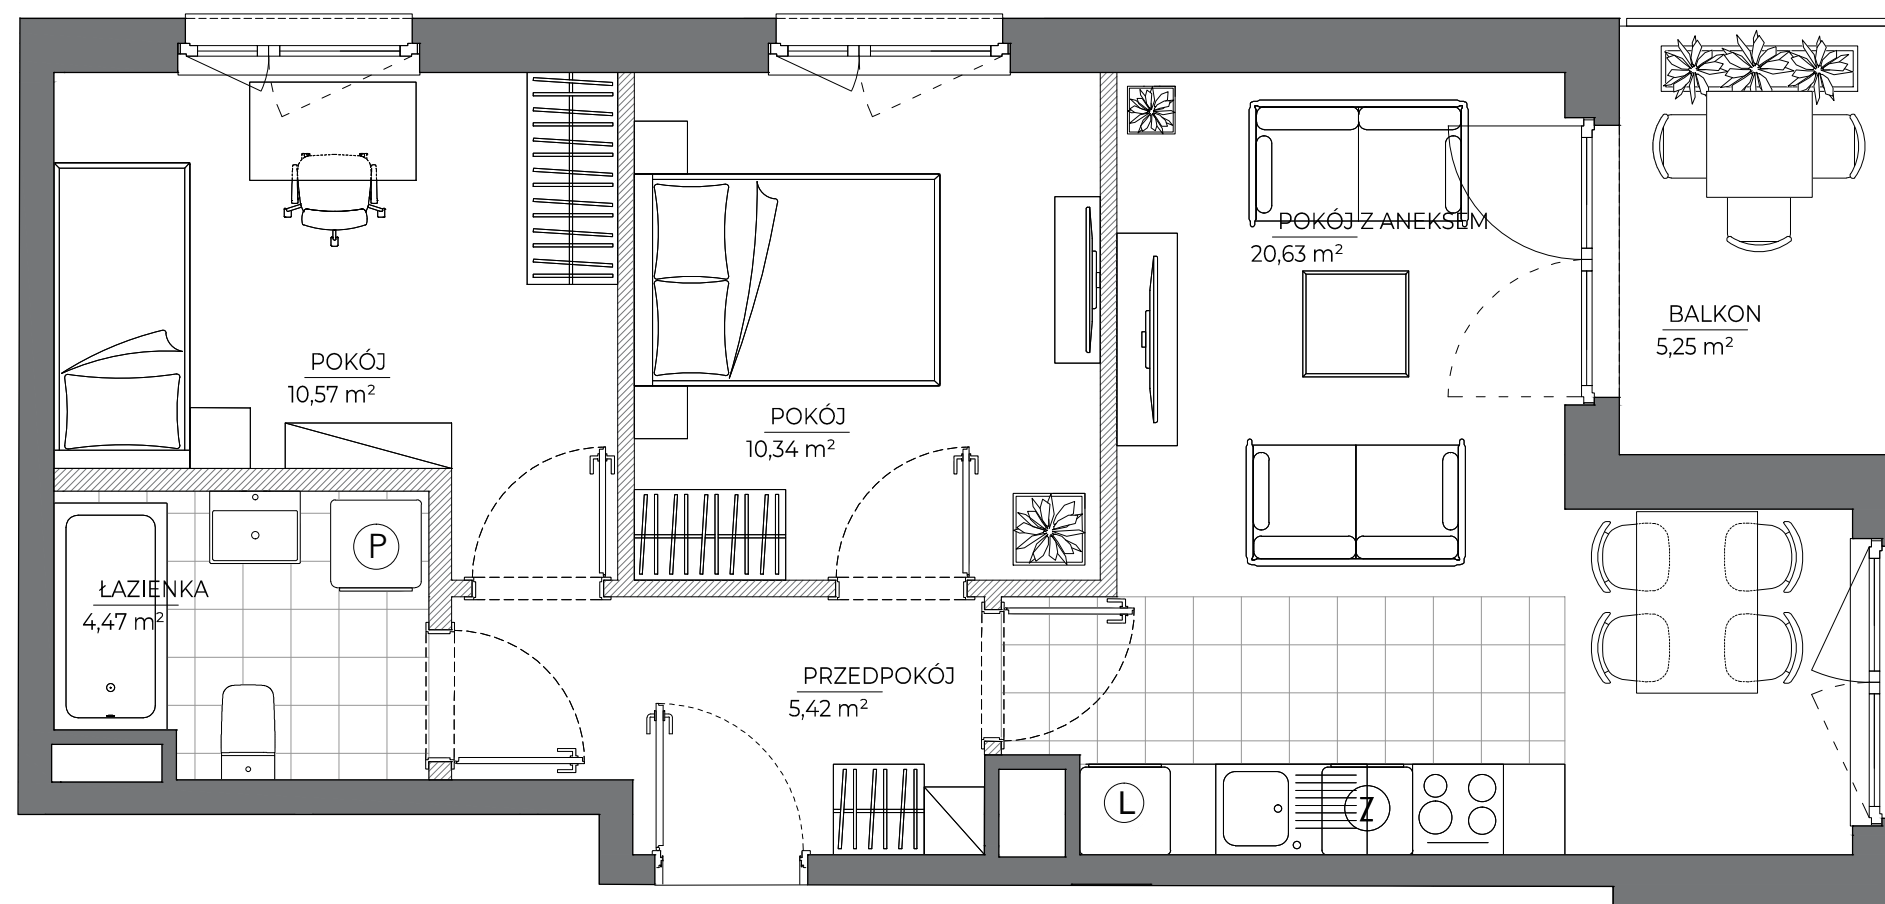 POKÓJ Z ANEKSEM
20,63 m²
BALKON
5,25 m²
POKÓJ
10,57 m²
POKÓJ
10,34 m²
P
ŁAZIENKA
4,47 m²
PRZEDPOKÓJ
5,42 m²
L
Z